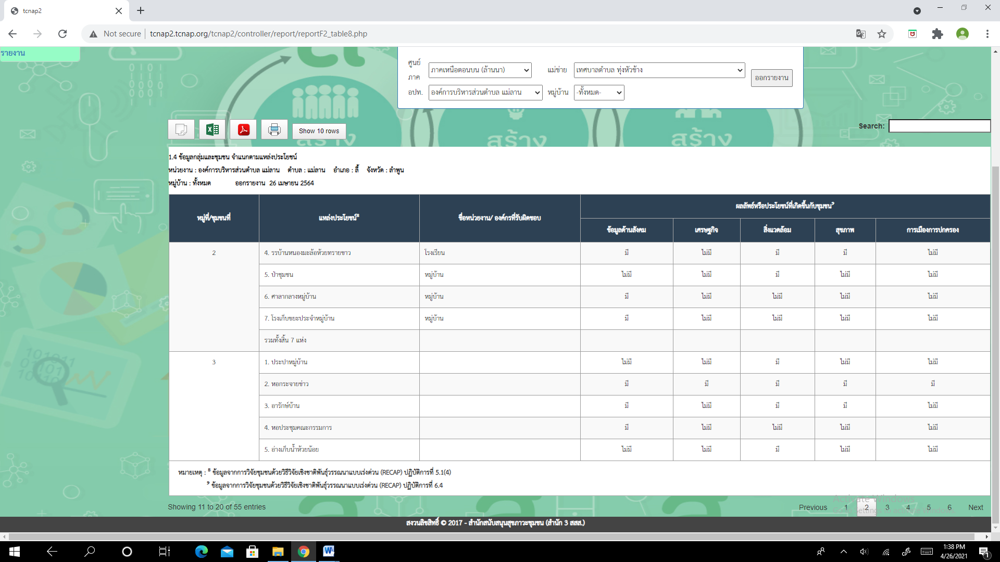 tcnap2
Not secure tcnap2.tcnap.org/tcnap2/controller/report/reportF2_table8.php
รายงาน
ศูนย์ภาค ภาคเหนือตอนบน (ล้านนา) แม่ข่าย เทศบาลตำบล ทุ่งหัวช้าง
ออกรายงาน
อปท. องค์การบริหารส่วนตำบล แม่ลาน หมู่บ้าน -ทั้งหมด-
Show 10 rows
Search:
สร้าง สร้าง สร้าง
1.4 ข้อมูลกลุ่มและชุมชน จำแนกตามแหล่งประโยชน์
หน่วยงาน : องค์การบริหารส่วนตำบล แม่ลาน ตำบล : แม่ลาน อำเภอ : ลี้ จังหวัด : ลำพูน
หมู่บ้าน : ทั้งหมด ออกรายงาน 26 เมษายน 2564
หมู่ที่/ชุมชนที่ แหล่งประโยชน์⁸ ชื่อหน่วยงาน/ องค์กรที่รับผิดชอบ ผลลัพธ์หรือประโยชน์ที่เกิดขึ้นกับชุมชน⁹
ข้อมูลด้านสังคม เศรษฐกิจ สิ่งแวดล้อม สุขภาพ การเมืองการปกครอง
2 4. รรบ้านหนองมะล้อห้วยทรายขาว โรงเรียน มี ไม่มี มี มี ไม่มี
5. ป่าชุมชน หมู่บ้าน ไม่มี ไม่มี มี ไม่มี ไม่มี
6. ศาลากลางหมู่บ้าน หมู่บ้าน มี ไม่มี ไม่มี ไม่มี ไม่มี
7. โรงเก็บขยะประจำหมู่บ้าน หมู่บ้าน มี ไม่มี ไม่มี ไม่มี ไม่มี
รวมทั้งสิ้น 7 แห่ง
3 1. ประปาหมู่บ้าน ไม่มี ไม่มี มี ไม่มี ไม่มี
2. หอกระจายข่าว มี มี มี มี มี
3. อารักษ์บ้าน มี ไม่มี มี มี ไม่มี
4. หอประชุมคณะกรรมการ มี ไม่มี ไม่มี ไม่มี ไม่มี
5. อ่างเก็บน้ำห้วยน้อย ไม่มี ไม่มี มี ไม่มี ไม่มี
หมายเหตุ : ⁸ ข้อมูลจากการวิจัยชุมชนด้วยวิธีวิจัยเชิงชาติพันธุ์วรรณนาแบบเร่งด่วน (RECAP) ปฏิบัติการที่ 5.1(4)
⁹ ข้อมูลจากการวิจัยชุมชนด้วยวิธีวิจัยเชิงชาติพันธุ์วรรณนาแบบเร่งด่วน (RECAP) ปฏิบัติการที่ 6.4
Activate Windows
Showing 11 to 20 of 55 entries
Previous 1 2 3 4 5 6 Next
สงวนลิขสิทธิ์ © 2017 - สำนักสนับสนุนสุขภาวะชุมชน (สำนัก 3 สสส.)
1:38 PM
4/26/2021